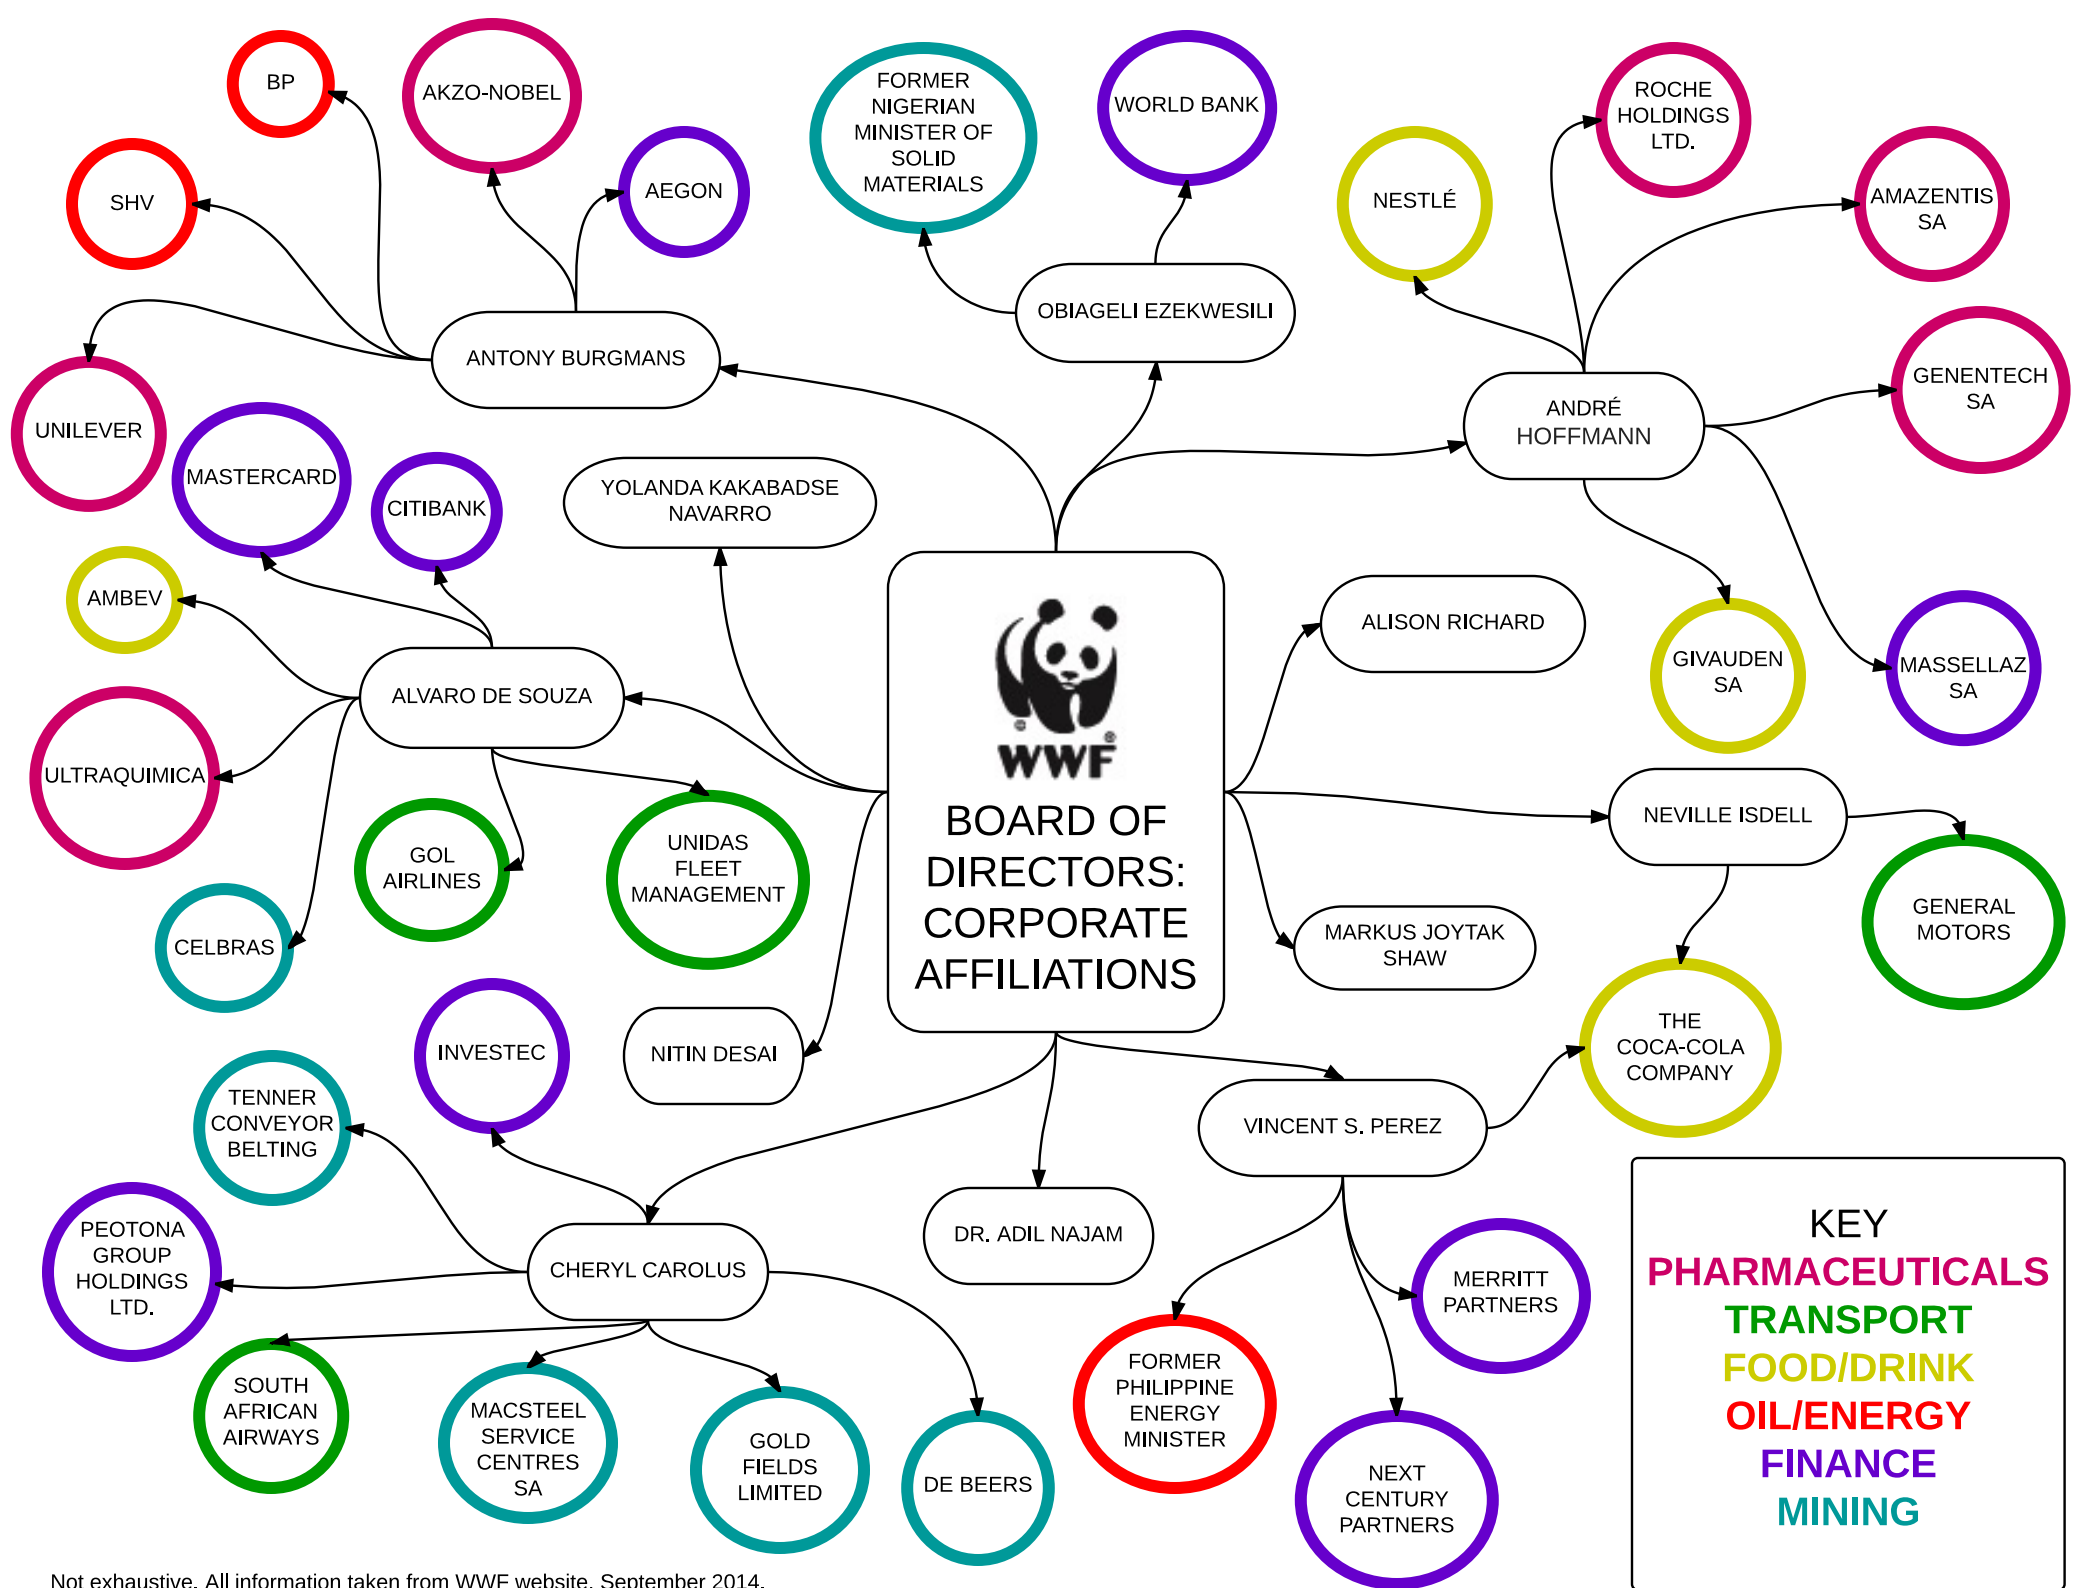 BP
AKZO-NOBEL
SHV
AEGON
UNILEVER
ANTONY BURGMANS
FORMER
NIGERIAN
MINISTER OF
SOLID
MATERIALS
WORLD BANK
OBIAGELI EZEKWESILI
NESTLÉ
ROCHE
HOLDINGS
LTD.
AMAZENTIS
SA
GENENTECH
SA
ANDRÉ
HOFFMANN
GIVAUDEN
SA
MASSELLAZ
SA
MASTERCARD
CITIBANK
YOLANDA KAKABADSE
NAVARRO
AMBEV
ALVARO DE SOUZA
ULTRAQUIMICA
GOL
AIRLINES
UNIDAS
FLEET
MANAGEMENT
CELBRAS
©
®
WWF
BOARD OF
DIRECTORS:
CORPORATE
AFFILIATIONS
ALISON RICHARD
NEVILLE ISDELL
GENERAL
MOTORS
MARKUS JOYTAK
SHAW
THE
COCA-COLA
COMPANY
INVESTEC
NITIN DESAI
TENNER
CONVEYOR
BELTING
PEOTONA
GROUP
HOLDINGS
LTD.
CHERYL CAROLUS
DR. ADIL NAJAM
VINCENT S. PEREZ
SOUTH
AFRICAN
AIRWAYS
MACSTEEL
SERVICE
CENTRES
SA
GOLD
FIELDS
LIMITED
DE BEERS
FORMER
PHILIPPINE
ENERGY
MINISTER
MERRITT
PARTNERS
NEXT
CENTURY
PARTNERS
KEY
PHARMACEUTICALS
TRANSPORT
FOOD/DRINK
OIL/ENERGY
FINANCE
MINING
Not exhaustive. All information taken from WWF website, September 2014.